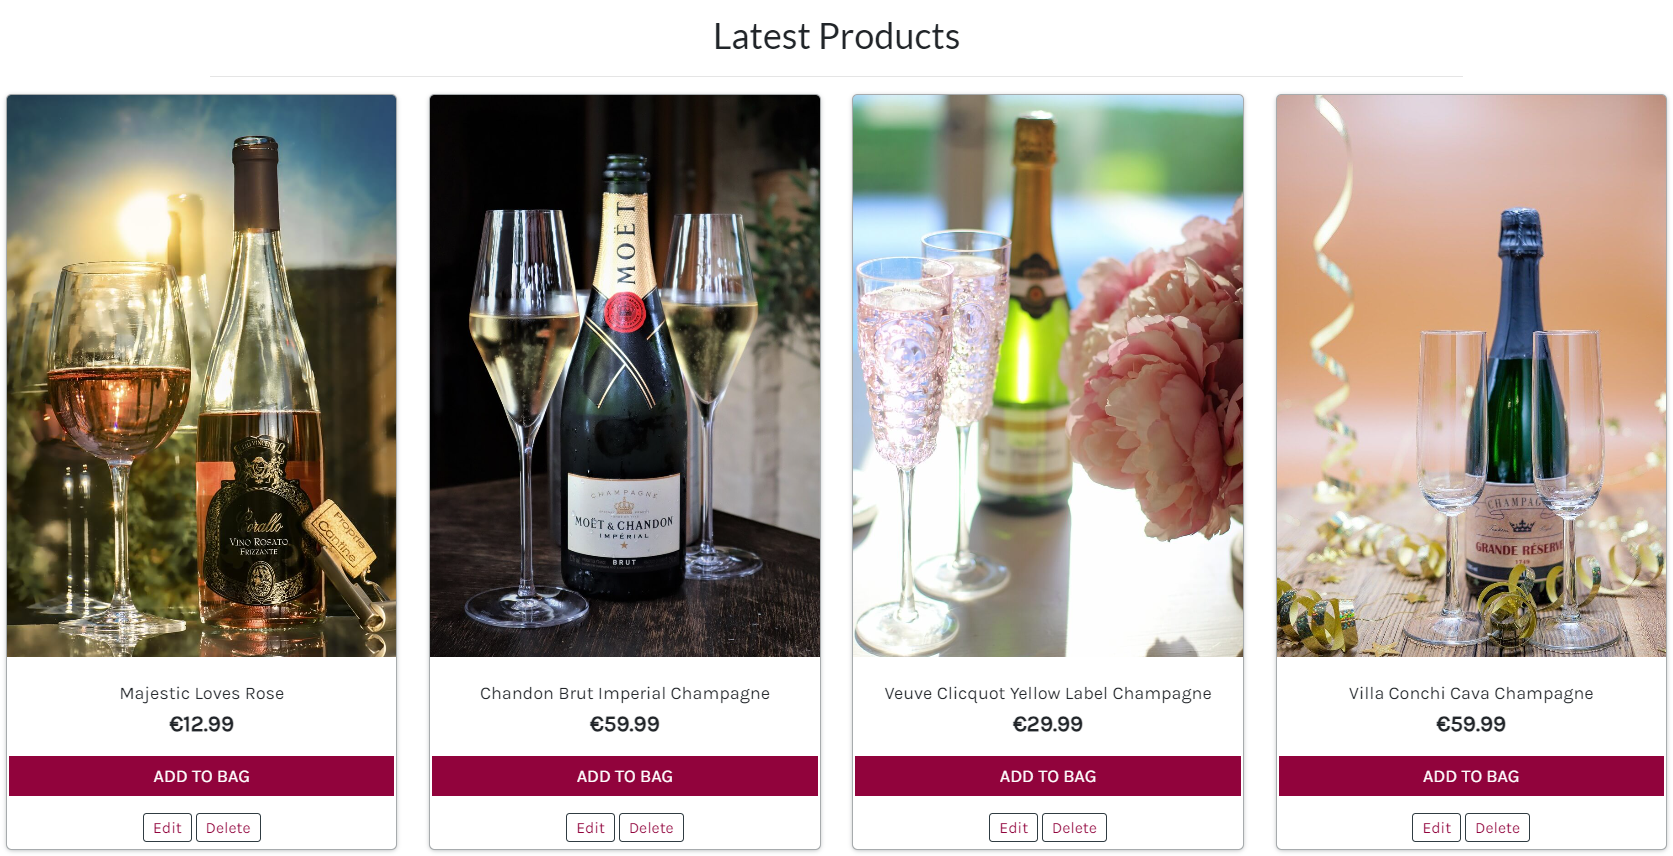 Latest Products
Corallo
VINO ROSATO
FRIZZANTE
Proprie
Cantine
MOËT
CHAMPAGNE
MOËT & CHANDON
IMPÉRIAL
BRUT
CHAMPAGNE
GRANDE RÉSERVE
Majestic Loves Rose
€12.99
ADD TO BAG
Edit
Delete
Chandon Brut Imperial Champagne
€59.99
ADD TO BAG
Edit
Delete
Veuve Clicquot Yellow Label Champagne
€29.99
ADD TO BAG
Edit
Delete
Villa Conchi Cava Champagne
€59.99
ADD TO BAG
Edit
Delete